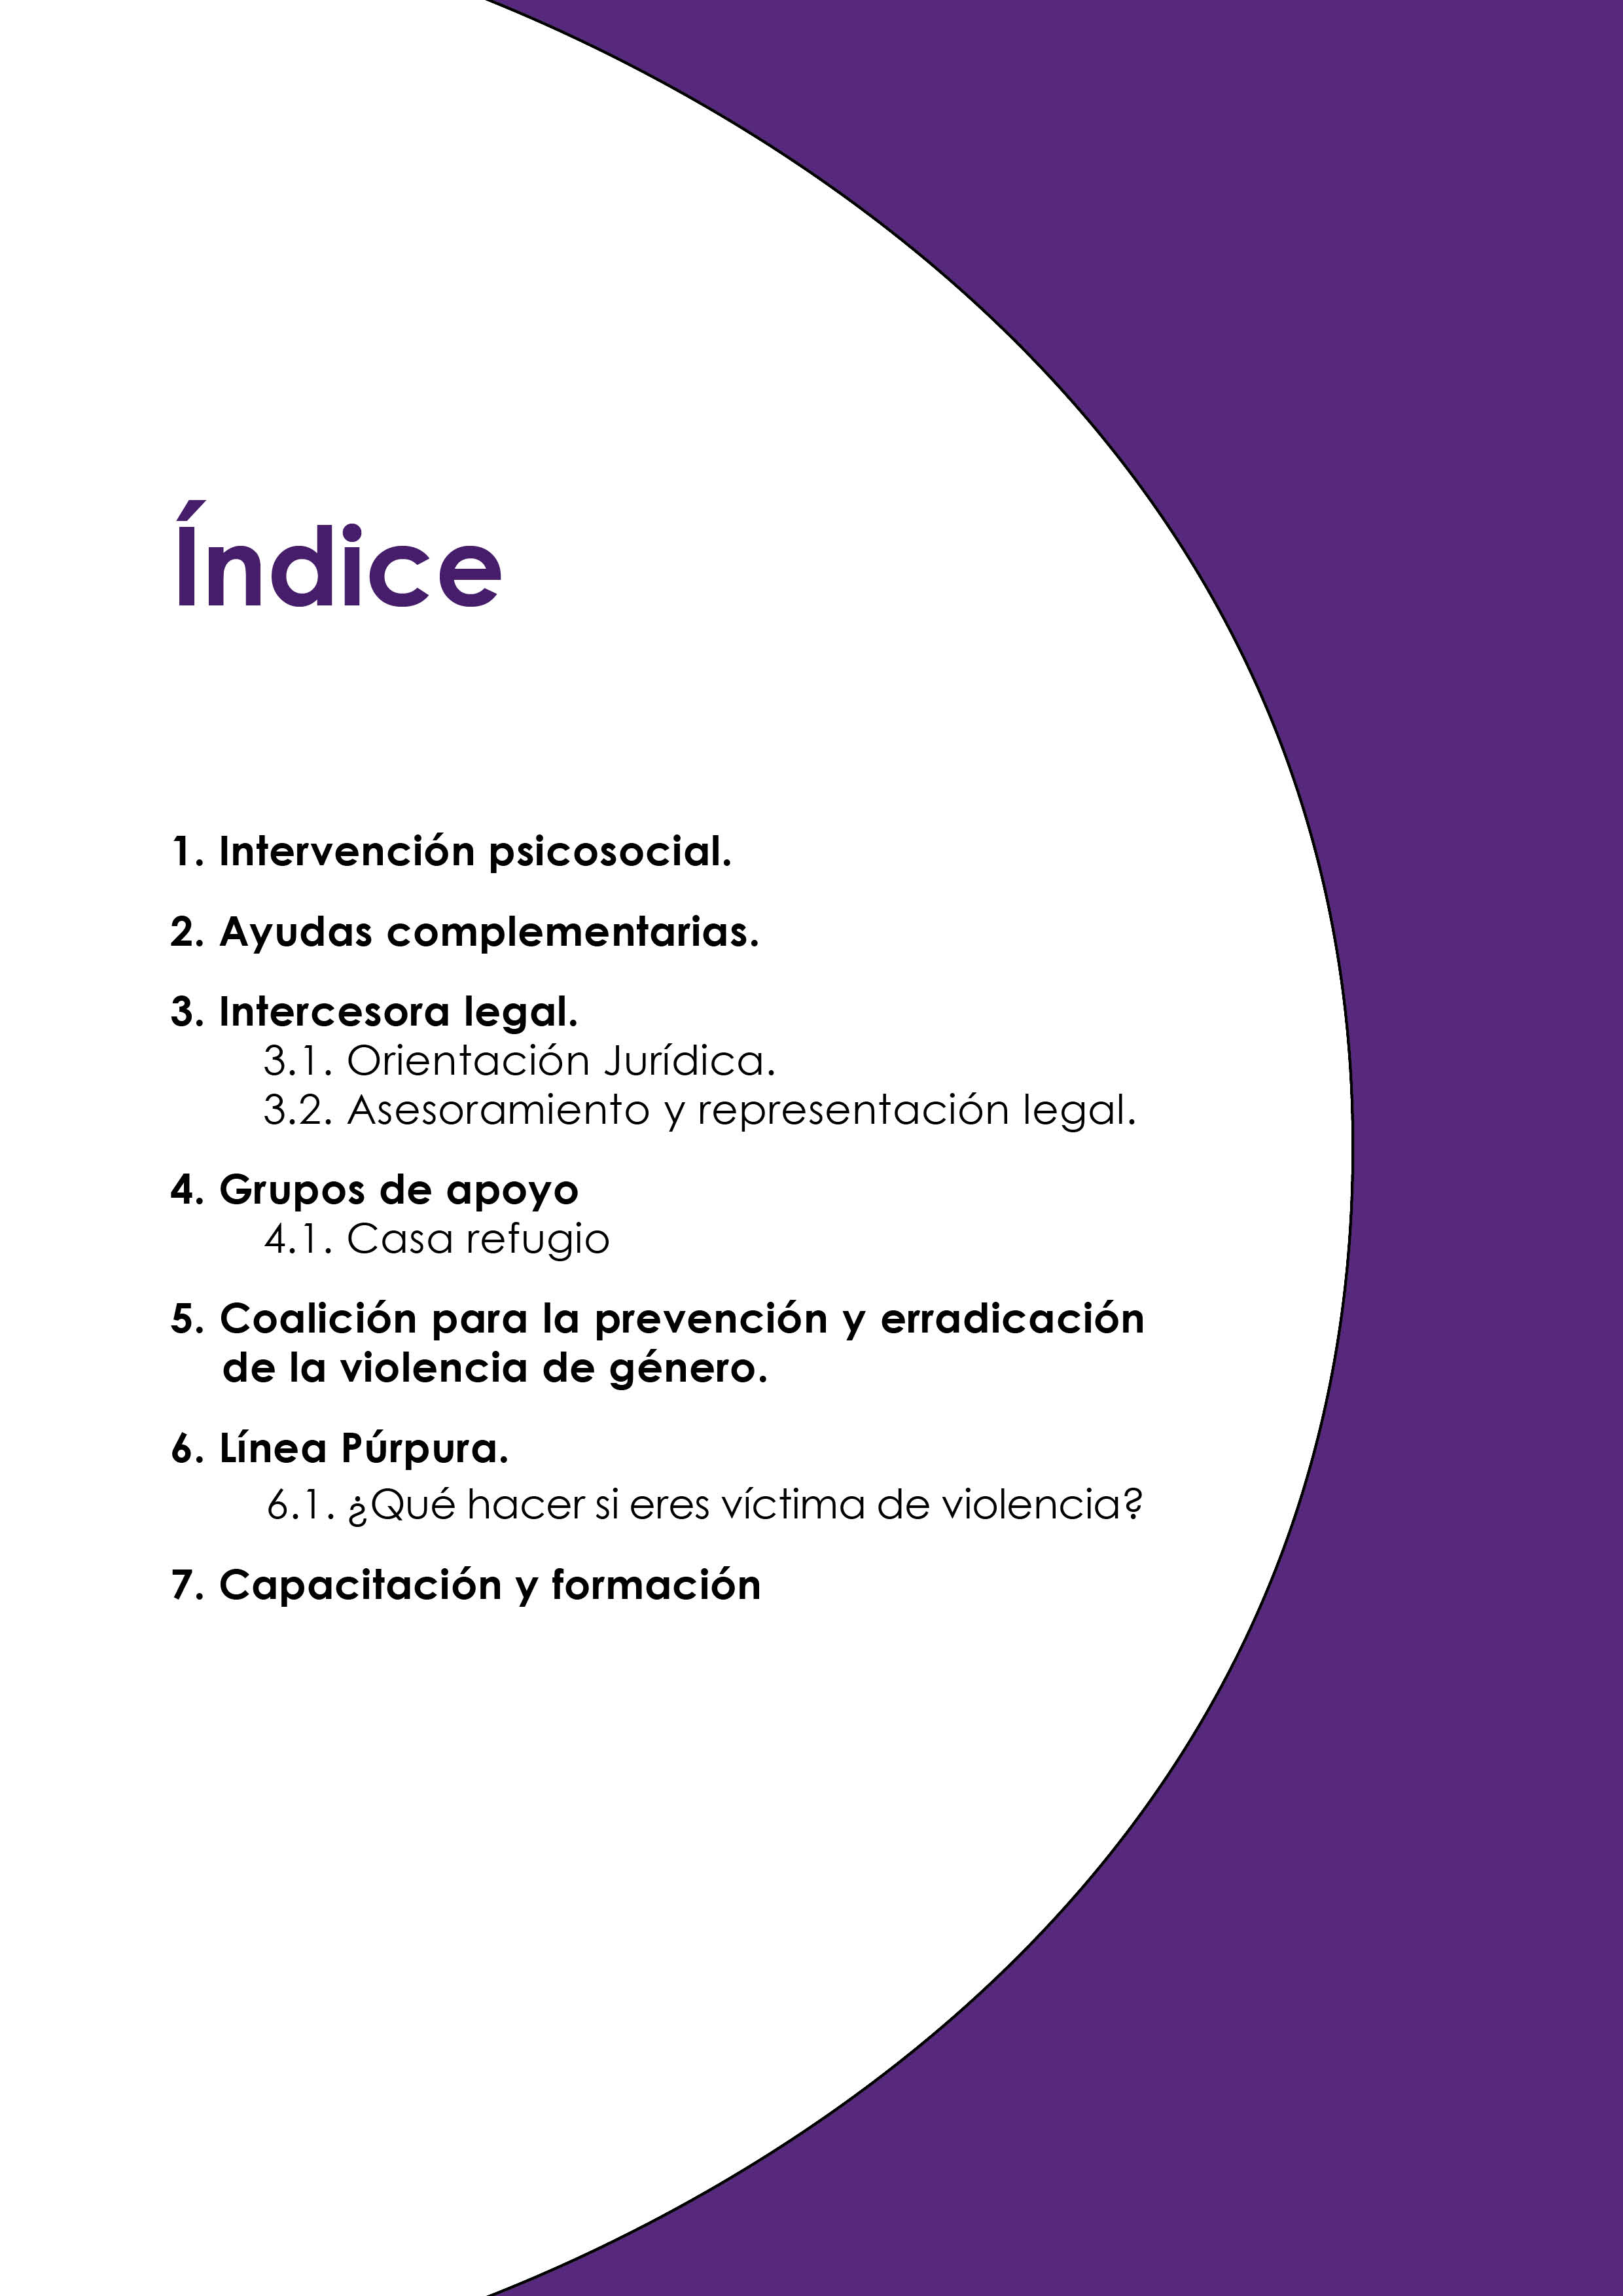 Índice
1. Intervención psicosocial.
2. Ayudas complementarias.
3. Intercesora legal.
3.1. Orientación Jurídica.
3.2. Asesoramiento y representación legal.
4. Grupos de apoyo
4.1. Casa refugio
5. Coalición para la prevención y erradicación
de la violencia de género.
6. Línea Púrpura.
6.1. ¿Qué hacer si eres víctima de violencia?
7. Capacitación y formación